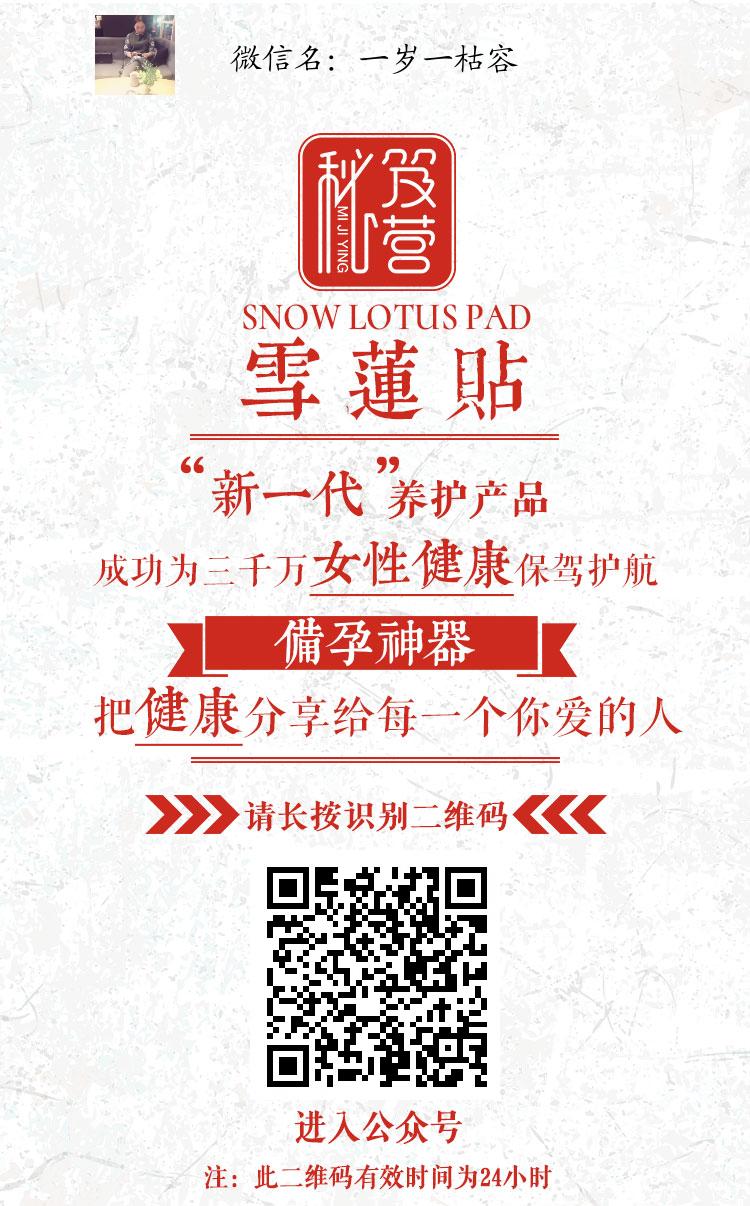 微信名：一岁一枯容
秘笈营
MI JI YING
SNOW LOTUS PAD
雪蓮貼
“新一代”养护产品
成功为三千万女性健康保驾护航
備孕神器
把健康分享给每一个你爱的人
请长按识别二维码
进入公众号
注：此二维码有效时间为24小时